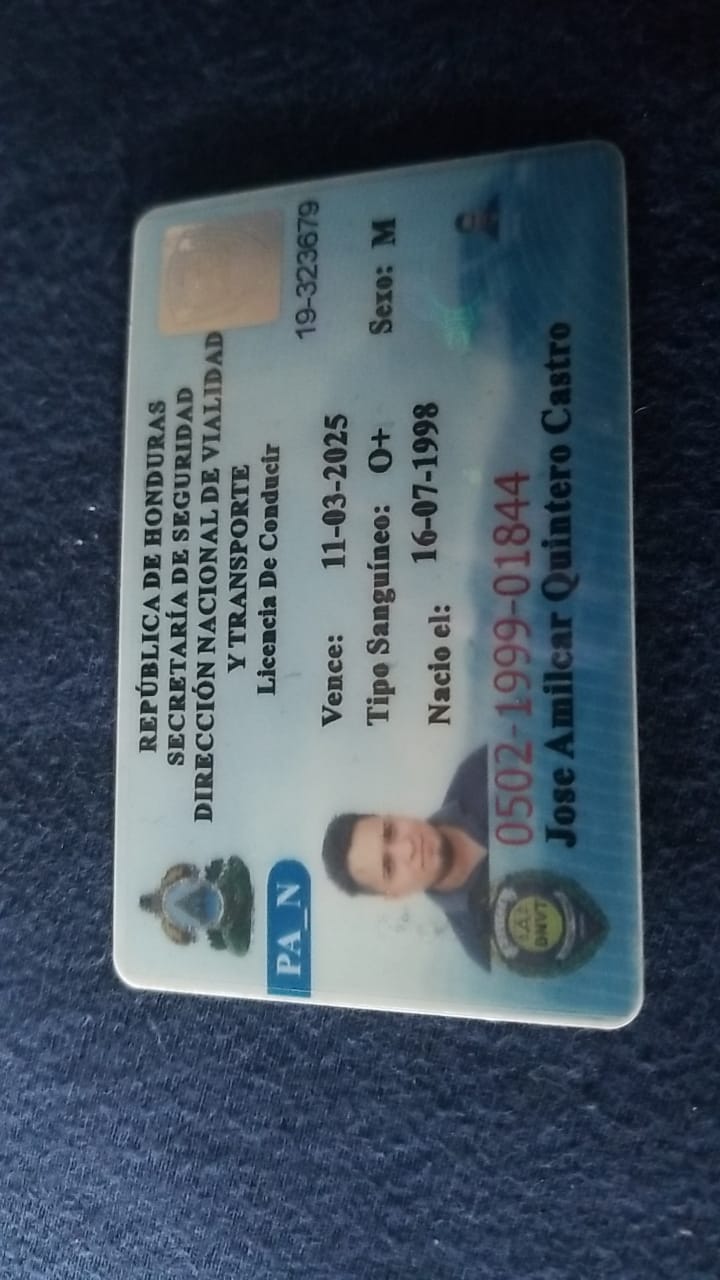 REPÚBLICA DE HONDURAS
SECRETARÍA DE SEGURIDAD
DIRECCIÓN NACIONAL DE VIALIDAD
Y TRANSPORTE
Licencia De Conducir
19-323679
PA_N
Vence: 11-03-2025
Tipo Sanguíneo: O+ Sexo: M
Nacio el: 16-07-1998
0502-1999-01844
Jose Amilcar Quintero Castro
DNVT